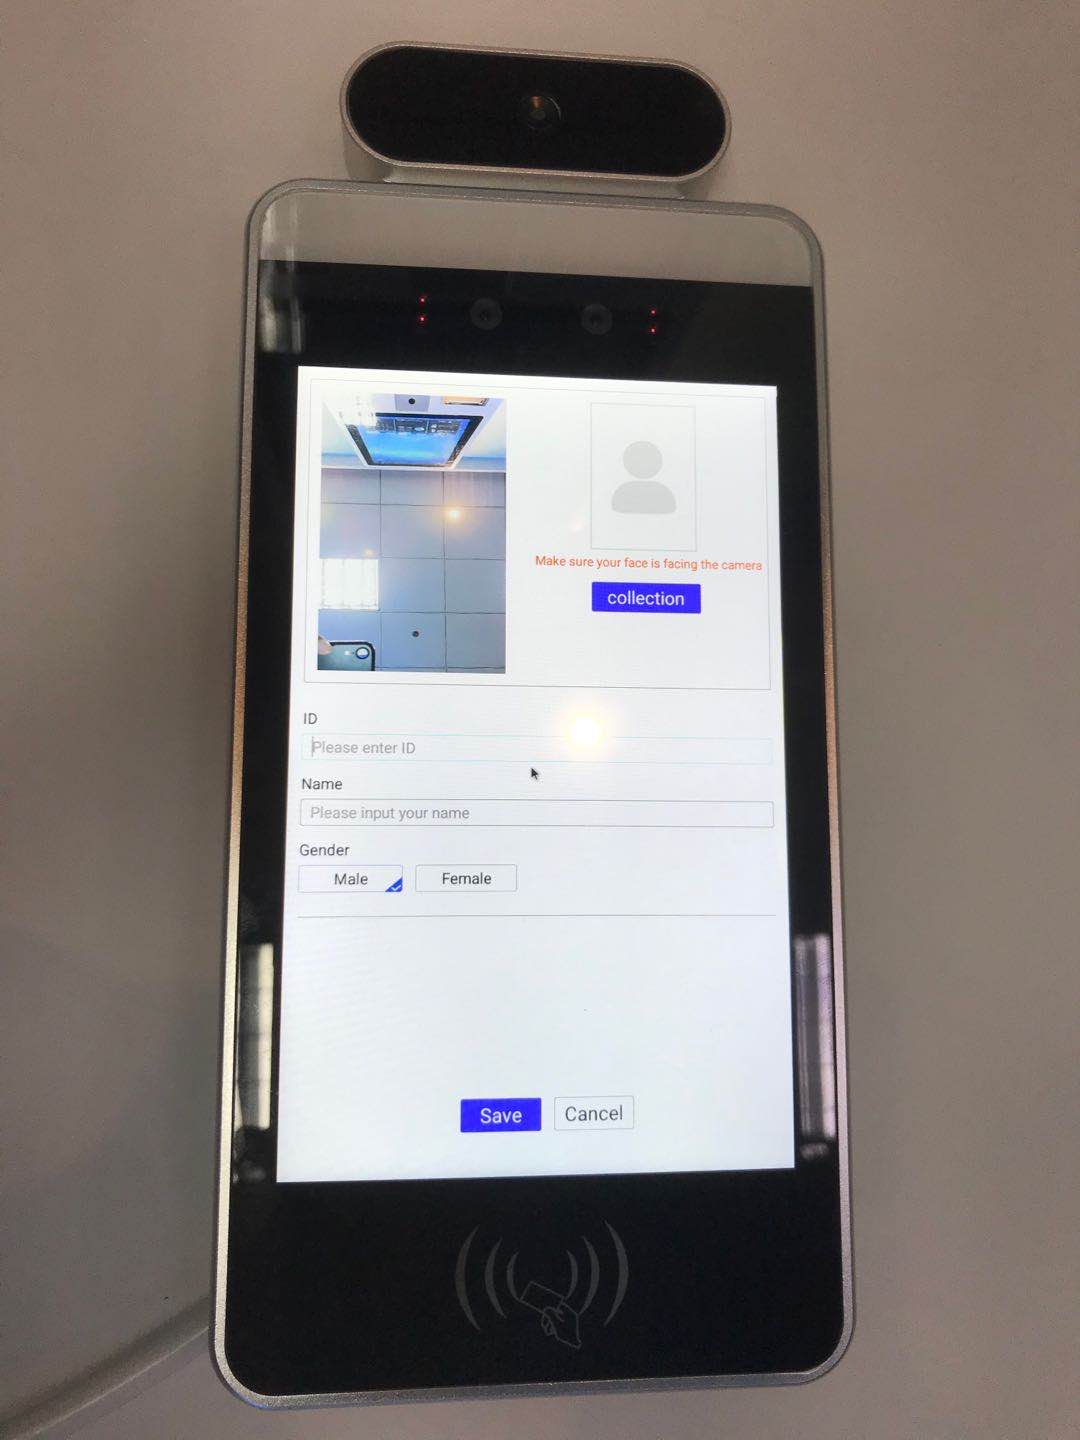 Make sure your face is facing the camera
collection
ID
Please enter ID
Name
Please input your name
Gender
Male
Female
Save
Cancel